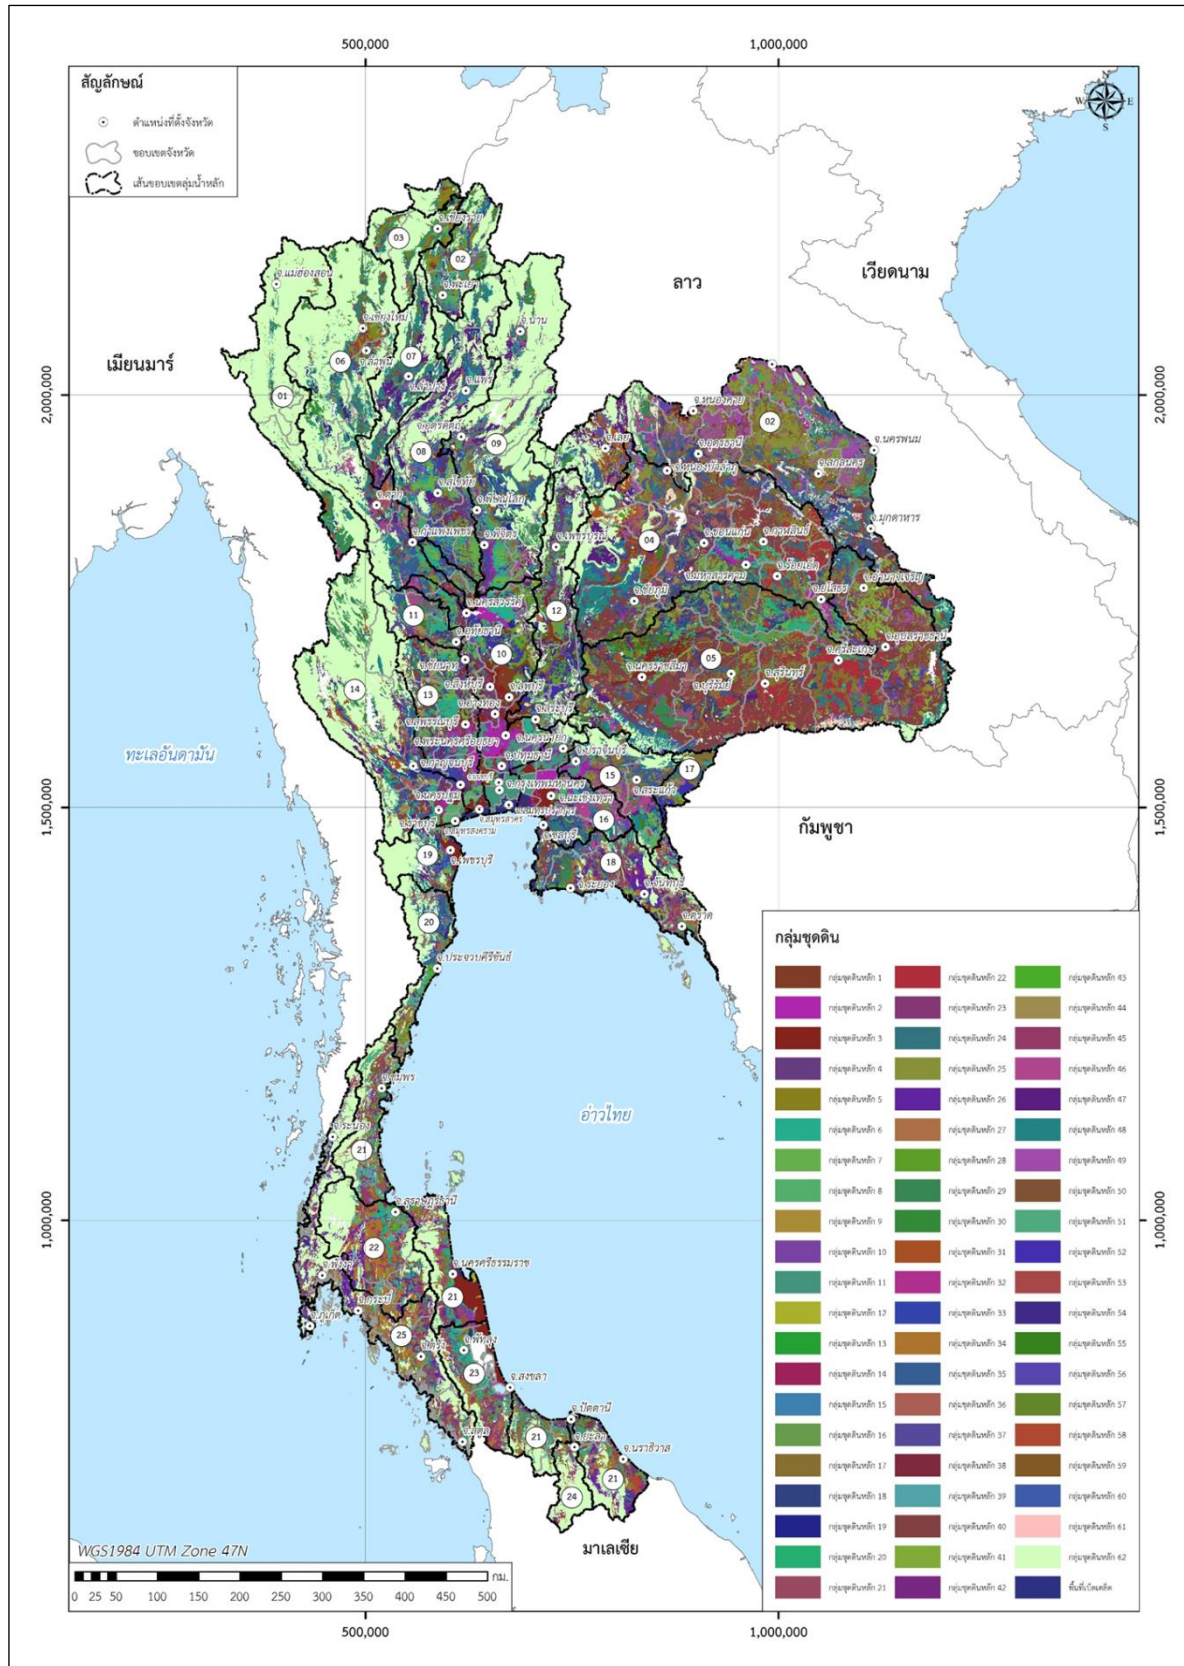 500,000
1,000,000
สัญลักษณ์
ตำแหน่งที่ตั้งจังหวัด
ขอบเขตจังหวัด
เส้นขอบเขตลุ่มน้ำหลัก
N
W
E
S
เวียดนาม
ลาว
เมียนมาร์
กัมพูชา
มาเลเซีย
ทะเลอันดามัน
อ่าวไทย
2,000,000
2,000,000
1,500,000
1,500,000
1,000,000
1,000,000
จ.เชียงราย
03
02
จ.แม่ฮ่องสอน
จ.พะเยา
จ.เชียงใหม่
จ.น่าน
จ.ลำพูน
06
07
จ.ลำปาง
จ.แพร่
01
จ.อุตรดิตถ์
08
09
จ.หนองคาย
02
จ.เลย
จ.อุดรธานี
จ.นครพนม
จ.หนองบัวลำภู
จ.สกลนคร
จ.สุโขทัย
จ.ตาก
จ.พิษณุโลก
จ.มุกดาหาร
จ.กำแพงเพชร
จ.พิจิตร
จ.เพชรบูรณ์
04
จ.ขอนแก่น
จ.กาฬสินธุ์
จ.มหาสารคาม
จ.ร้อยเอ็ด
จ.อำนาจเจริญ
จ.ชัยภูมิ
จ.ยโสธร
จ.นครสวรรค์
11
12
จ.อุทัยธานี
10
จ.อุบลราชธานี
จ.ชัยนาท
จ.ศรีสะเกษ
05
จ.นครราชสีมา
จ.บุรีรัมย์
จ.สุรินทร์
14
13
จ.สิงห์บุรี
จ.ลพบุรี
จ.อ่างทอง
จ.สระบุรี
จ.สุพรรณบุรี
จ.พระนครศรีอยุธยา
จ.นครนายก
จ.ปราจีนบุรี
จ.กาญจนบุรี
จ.ปทุมธานี
15
17
จ.สระแก้ว
จ.กรุงเทพมหานคร
จ.นครปฐม
จ.ฉะเชิงเทรา
จ.สมุทรปราการ
จ.ราชบุรี
จ.สมุทรสาคร
จ.สมุทรสงคราม
16
จ.ชลบุรี
19
จ.เพชรบุรี
18
จ.ระยอง
จ.จันทบุรี
20
จ.ตราด
จ.ประจวบคีรีขันธ์
จ.ชุมพร
จ.ระนอง
21
จ.สุราษฎร์ธานี
22
จ.พังงา
จ.นครศรีธรรมราช
21
จ.กระบี่
จ.ภูเก็ต
25
จ.ตรัง
จ.พัทลุง
23
จ.สงขลา
จ.ปัตตานี
จ.สตูล
21
จ.ยะลา
จ.นราธิวาส
21
24
กลุ่มชุดดิน
กลุ่มชุดดินหลัก 1
กลุ่มชุดดินหลัก 2
กลุ่มชุดดินหลัก 3
กลุ่มชุดดินหลัก 4
กลุ่มชุดดินหลัก 5
กลุ่มชุดดินหลัก 6
กลุ่มชุดดินหลัก 7
กลุ่มชุดดินหลัก 8
กลุ่มชุดดินหลัก 9
กลุ่มชุดดินหลัก 10
กลุ่มชุดดินหลัก 11
กลุ่มชุดดินหลัก 12
กลุ่มชุดดินหลัก 13
กลุ่มชุดดินหลัก 14
กลุ่มชุดดินหลัก 15
กลุ่มชุดดินหลัก 16
กลุ่มชุดดินหลัก 17
กลุ่มชุดดินหลัก 18
กลุ่มชุดดินหลัก 19
กลุ่มชุดดินหลัก 20
กลุ่มชุดดินหลัก 21
กลุ่มชุดดินหลัก 22
กลุ่มชุดดินหลัก 23
กลุ่มชุดดินหลัก 24
กลุ่มชุดดินหลัก 25
กลุ่มชุดดินหลัก 26
กลุ่มชุดดินหลัก 27
กลุ่มชุดดินหลัก 28
กลุ่มชุดดินหลัก 29
กลุ่มชุดดินหลัก 30
กลุ่มชุดดินหลัก 31
กลุ่มชุดดินหลัก 32
กลุ่มชุดดินหลัก 33
กลุ่มชุดดินหลัก 34
กลุ่มชุดดินหลัก 35
กลุ่มชุดดินหลัก 36
กลุ่มชุดดินหลัก 37
กลุ่มชุดดินหลัก 38
กลุ่มชุดดินหลัก 39
กลุ่มชุดดินหลัก 40
กลุ่มชุดดินหลัก 41
กลุ่มชุดดินหลัก 42
กลุ่มชุดดินหลัก 43
กลุ่มชุดดินหลัก 44
กลุ่มชุดดินหลัก 45
กลุ่มชุดดินหลัก 46
กลุ่มชุดดินหลัก 47
กลุ่มชุดดินหลัก 48
กลุ่มชุดดินหลัก 49
กลุ่มชุดดินหลัก 50
กลุ่มชุดดินหลัก 51
กลุ่มชุดดินหลัก 52
กลุ่มชุดดินหลัก 53
กลุ่มชุดดินหลัก 54
กลุ่มชุดดินหลัก 55
กลุ่มชุดดินหลัก 56
กลุ่มชุดดินหลัก 57
กลุ่มชุดดินหลัก 58
กลุ่มชุดดินหลัก 59
กลุ่มชุดดินหลัก 60
กลุ่มชุดดินหลัก 61
กลุ่มชุดดินหลัก 62
พื้นที่เบ็ดเตล็ด
WGS1984 UTM Zone 47N
กม.
0 25 50 100 150 200 250 300 350 400 450 500
500,000
1,000,000